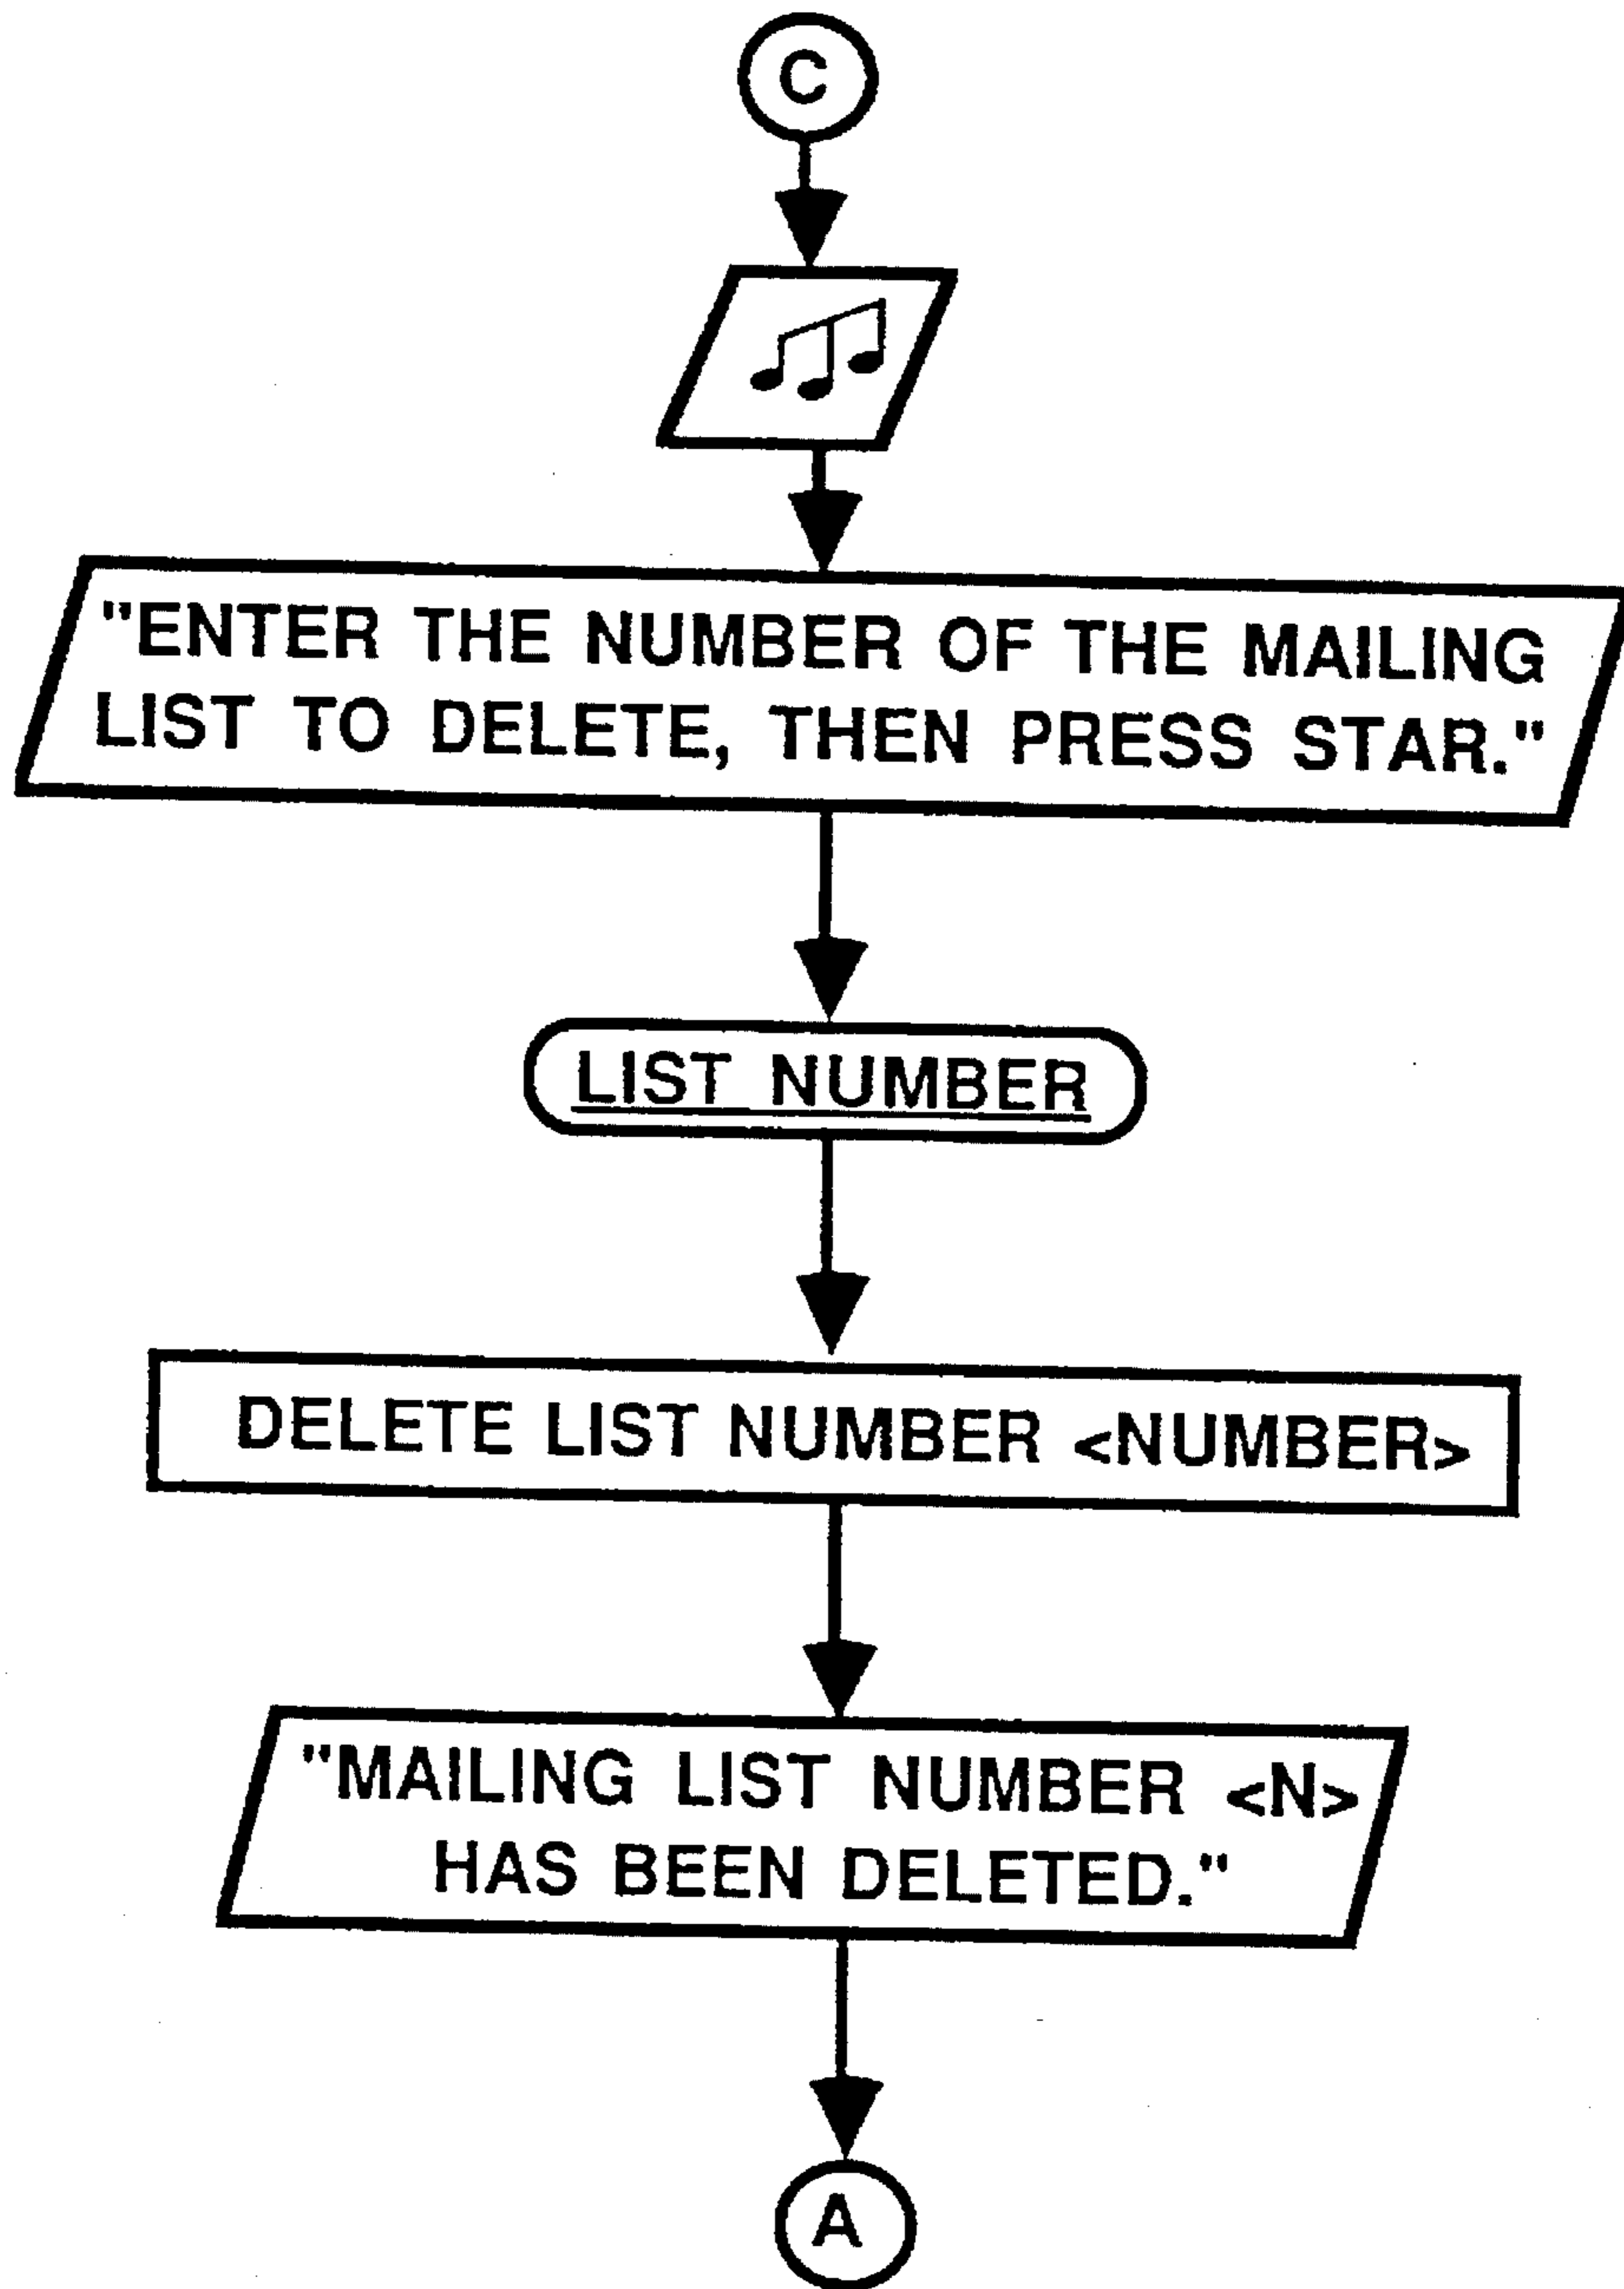 C
"ENTER THE NUMBER OF THE MAILING
LIST TO DELETE, THEN PRESS STAR."
LIST NUMBER
DELETE LIST NUMBER <NUMBER>
"MAILING LIST NUMBER <N>
HAS BEEN DELETED."
A